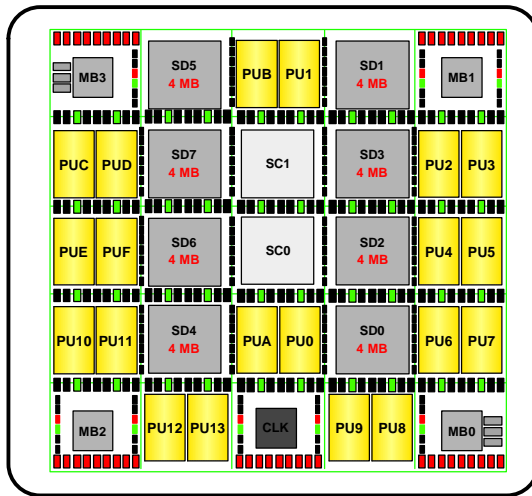 SD5
4 MB
PUB PU1
SD1
4 MB
MB3
MB1
PUC PUD
SD7
4 MB
SC1
SD3
4 MB
PU2 PU3
PUE PUF
SD6
4 MB
SC0
SD2
4 MB
PU4 PU5
PU10 PU11
SD4
4 MB
PUA PU0
SD0
4 MB
PU6 PU7
MB2
PU12 PU13
CLK
PU9 PU8
MB0